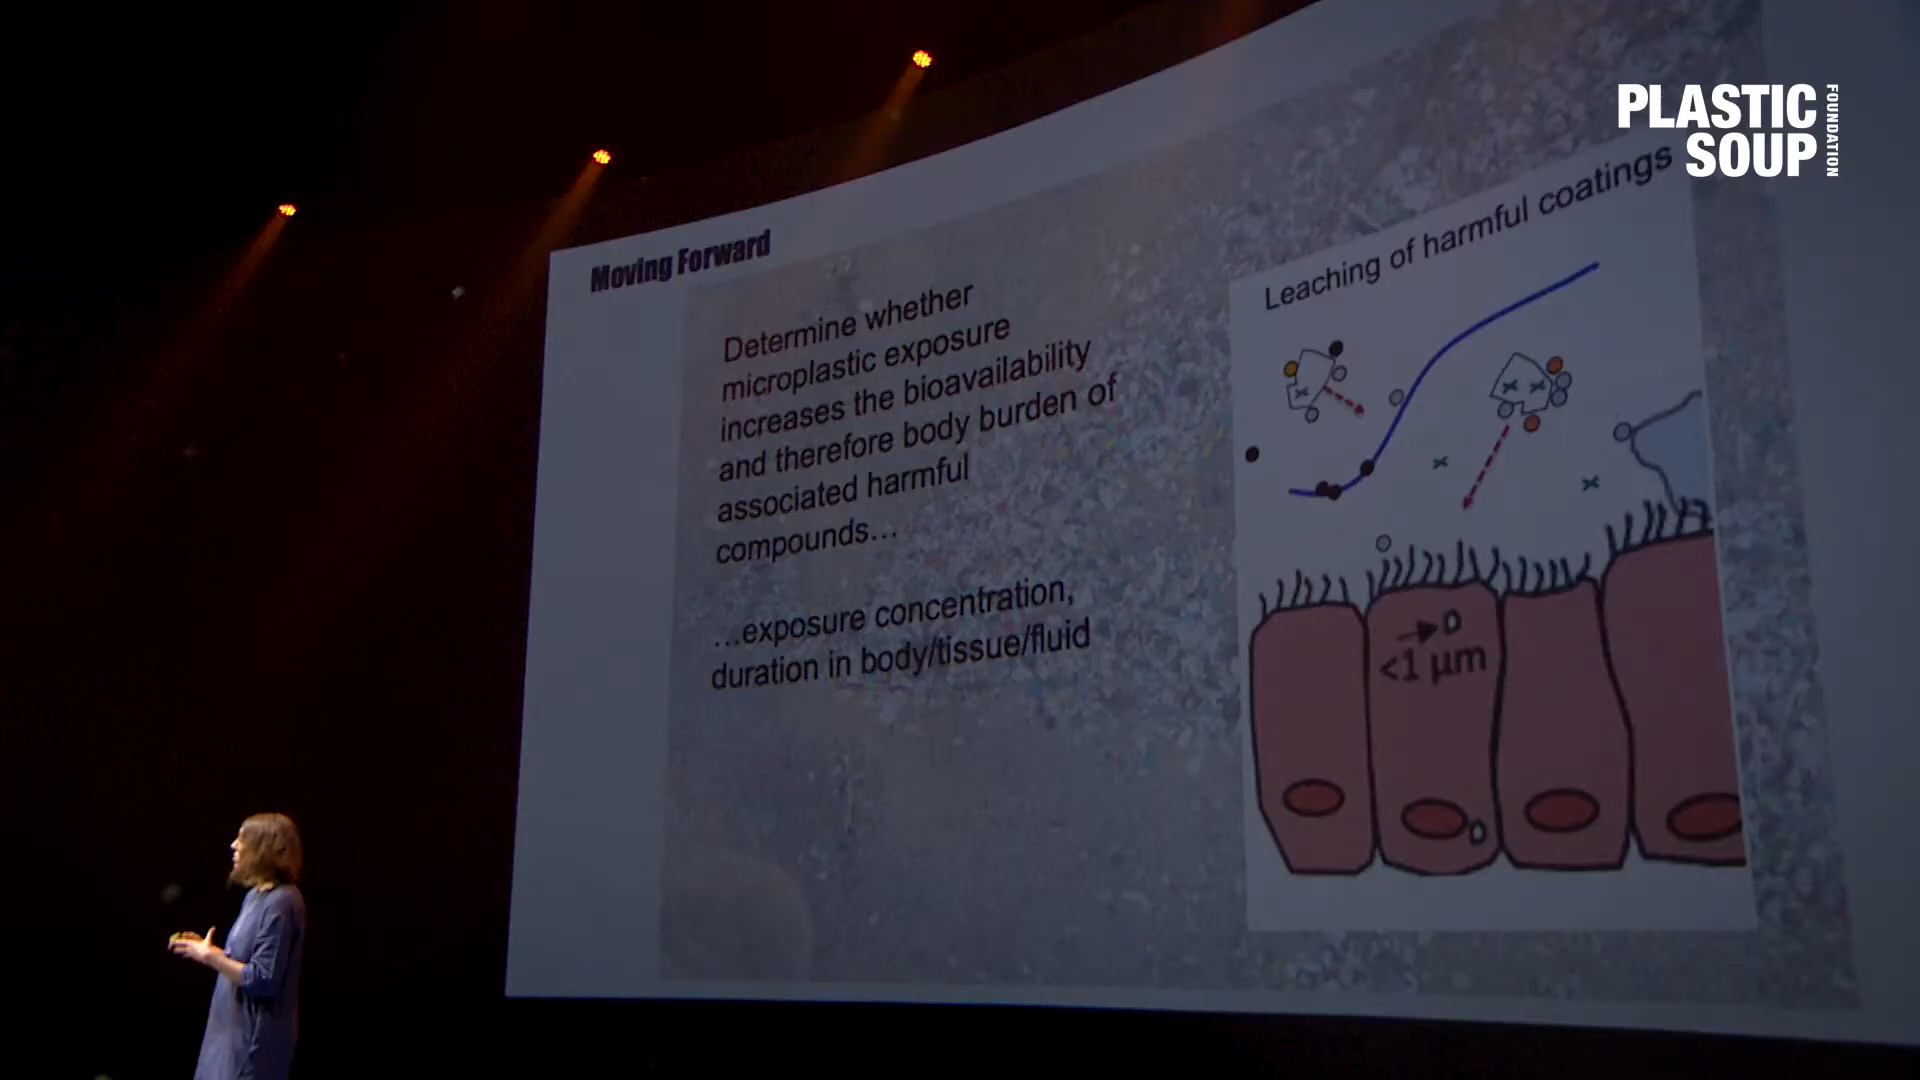 PLASTIC
SOUP
FOUNDATION
Moving Forward
Determine whether
microplastic exposure
increases the bioavailability
and therefore body burden of
associated harmful
compounds…
…exposure concentration,
duration in body/tissue/fluid
Leaching of harmful coatings
<1 µm